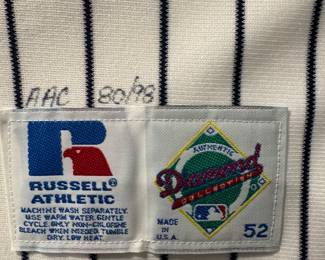 AAC 80/98
RUSSELL®
ATHLETIC
MACHINE WASH SEPARATELY.
USE WARM WATER, GENTLE
CYCLE. ONLY NON-CHLORINE
BLEACH WHEN NEEDED. TUMBLE
DRY. LOW HEAT.
AUTHENTIC
Diamond
COLLECTION
MADE IN
U.S.A.
52